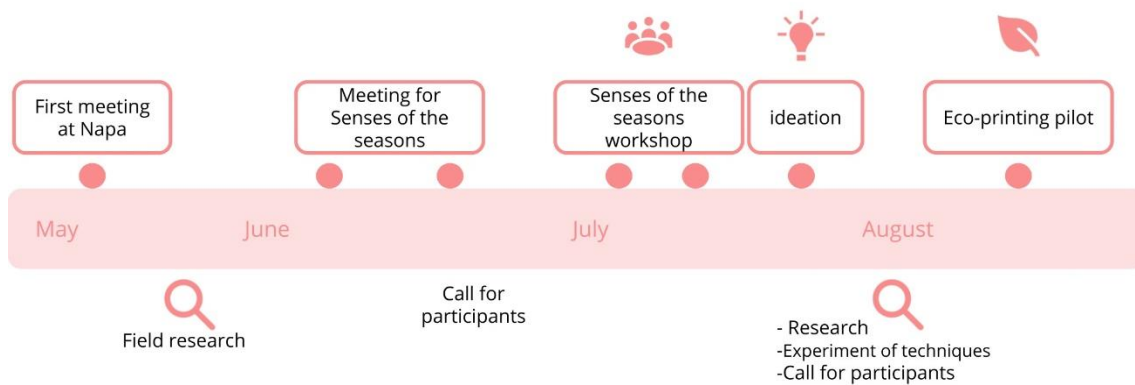 First meeting
at Napa
Meeting for
Senses of the
seasons
Senses of the
seasons
workshop
ideation
Eco-printing pilot
May
June
July
August
Field research
Call for
participants
- Research
-Experiment of techniques
-Call for participants